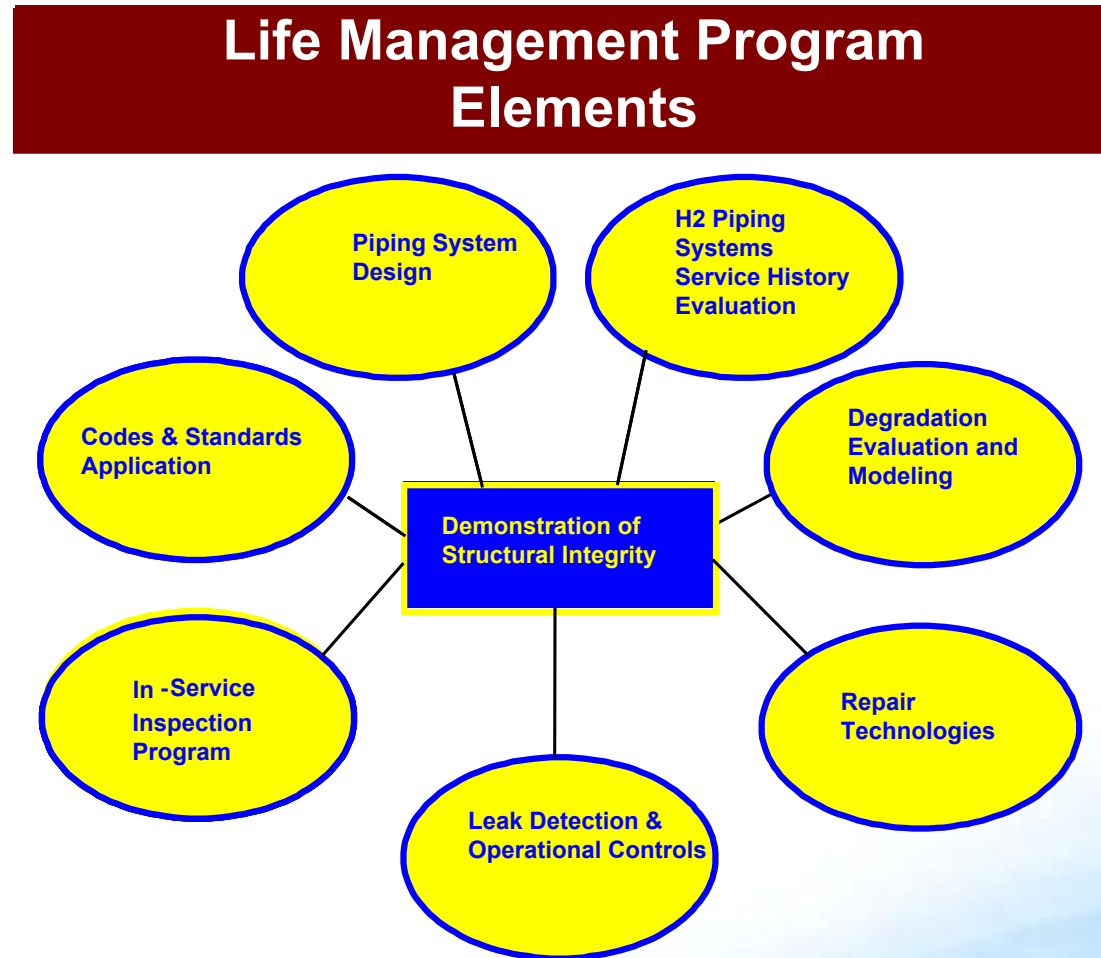 Life Management Program
Elements
Piping System
Design
H2 Piping
Systems
Service History
Evaluation
Codes & Standards
Application
Degradation
Evaluation and
Modeling
Demonstration of
Structural Integrity
In -Service
Inspection
Program
Repair
Technologies
Leak Detection &
Operational Controls